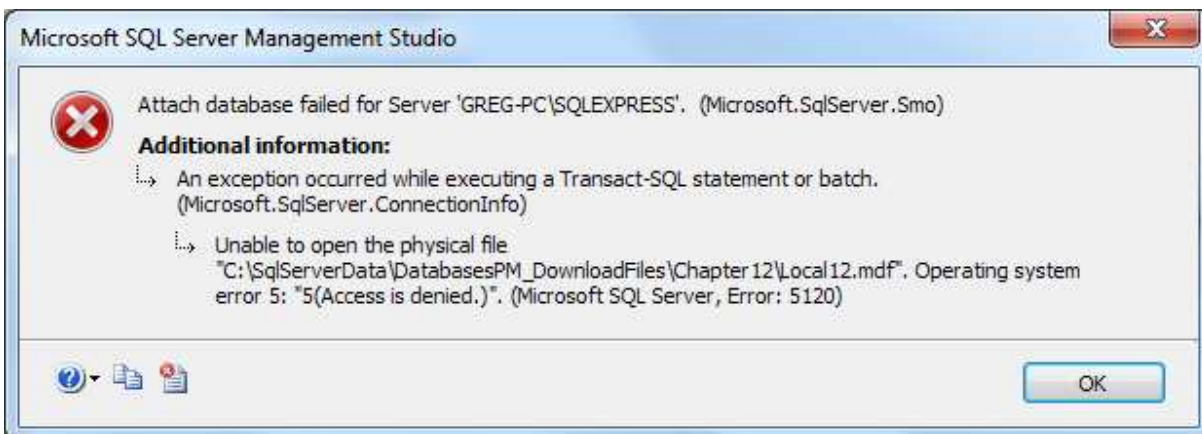 Microsoft SQL Server Management Studio
Attach database failed for Server 'GREG-PC\SQLEXPRESS'. (Microsoft.SqlServer.Smo)
Additional information:
An exception occurred while executing a Transact-SQL statement or batch.
(Microsoft.SqlServer.ConnectionInfo)
Unable to open the physical file
"C:\SqlServerData\DatabasesPM_DownloadFiles\Chapter12\Local12.mdf". Operating system
error 5: "5(Access is denied.)". (Microsoft SQL Server, Error: 5120)
OK